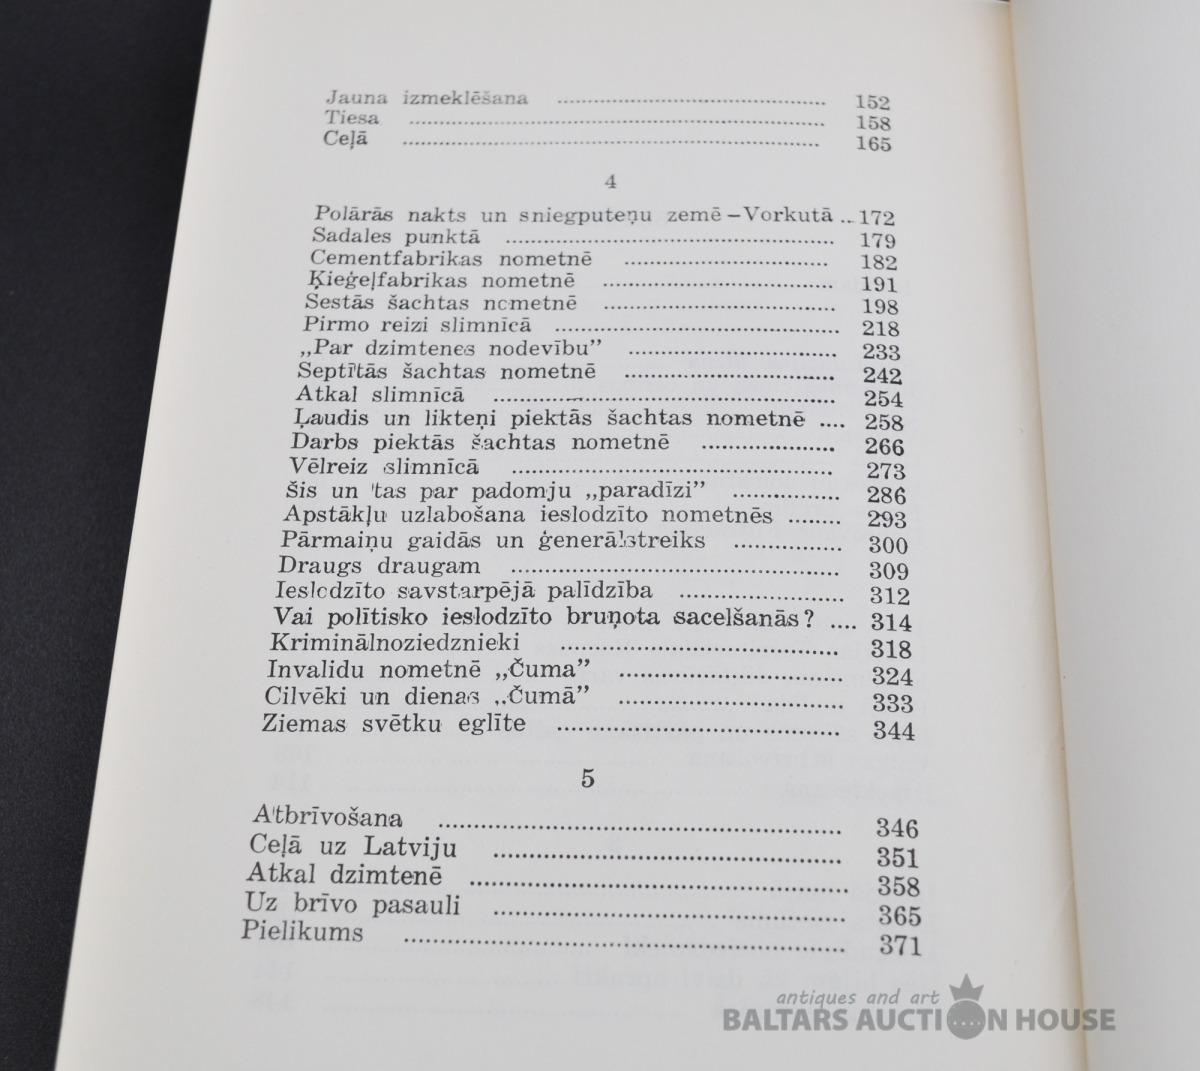 Jauna izmeklēšana ........................................ 152
Tiesa ........................................ 158
Ceļā ........................................ 165
4
Polārās nakts un sniegputeņu zemē – Vorkutā ... 172
Sadales punktā ........................................ 179
Cementfabrikas nometnē .............................. 182
Ķieģeļfabrikas nometnē .............................. 191
Sestās šachtas nometnē .............................. 198
Pirmo reizi slimnīcā ........................................ 218
„Par dzimtenes nodevību” .............................. 233
Septītās šachtas nometnē .............................. 242
Atkal slimnīcā ........................................ 254
Ļaudis un likteņi piektās šachtas nometnē .... 258
Darbs piektās šachtas nometnē .................... 266
Vēlreiz slimnīcā ........................................ 273
Šis un tas par padomju „paradīzi” ................ 286
Apstākļu uzlabošana ieslodzīto nometnēs ........ 293
Pārmaiņu gaidās un ģenerālstreiks ................ 300
Draugs draugam ........................................ 309
Ieslodzīto savstarpējā palīdzība .................... 312
Vai polītisko ieslodzīto bruņota sacelšanās? .... 314
Kriminālnoziedznieki ........................................ 318
Invalidu nometnē „Čuma” .............................. 324
Cilvēki un dienas „Čumā” .............................. 333
Ziemas svētku eglīte ........................................ 344
5
Atbrīvošana ........................................ 346
Ceļā uz Latviju ........................................ 351
Atkal dzimtenē ........................................ 358
Uz brīvo pasauli ........................................ 365
Pielikums ........................................ 371
antiques and art
BALTARS AUCTION HOUSE